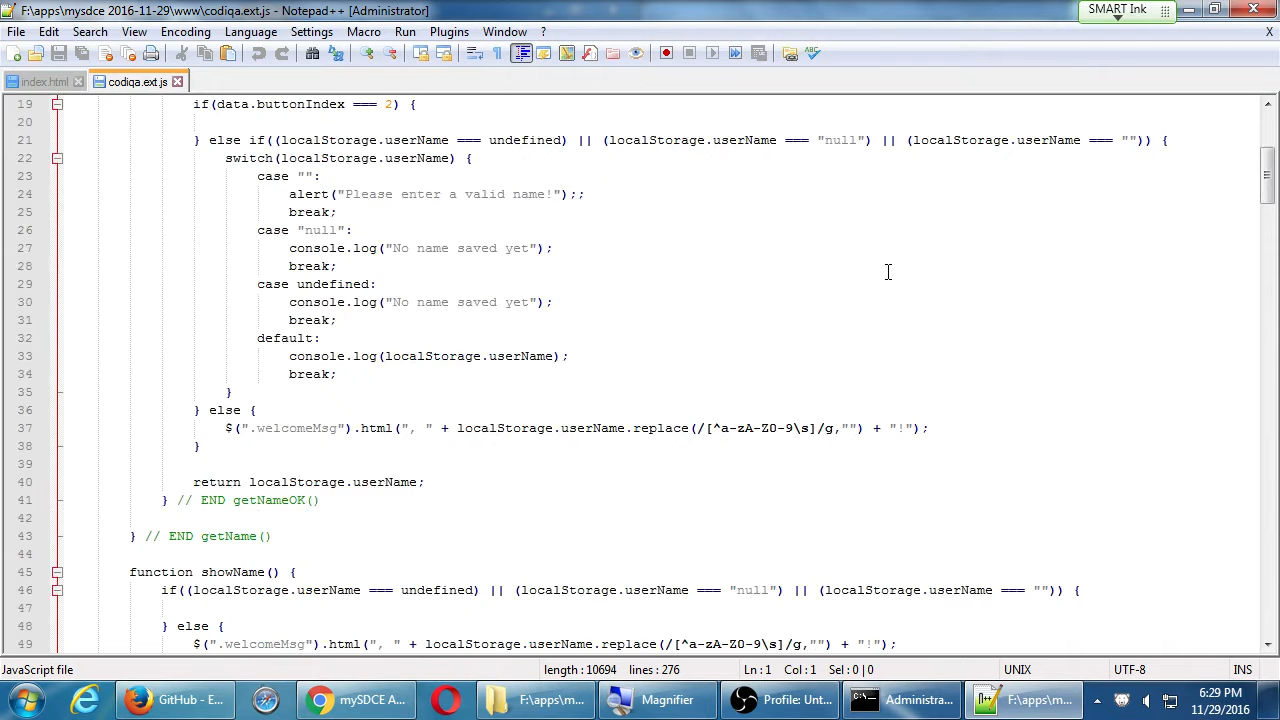 F:\apps\mysdce 2016-11-29\www\codiqa.ext.js - Notepad++ [Administrator]
SMART Ink
File Edit Search View Encoding Language Settings Macro Run Plugins Window ? X
index.html codiqa.ext.js
19 if(data.buttonIndex === 2) {
20
21 } else if((localStorage.userName === undefined) || (localStorage.userName === "null") || (localStorage.userName === "")) {
22 switch(localStorage.userName) {
23 case "":
24 alert("Please enter a valid name!");;
25 break;
26 case "null":
27 console.log("No name saved yet");
28 break;
29 case undefined:
30 console.log("No name saved yet");
31 break;
32 default:
33 console.log(localStorage.userName);
34 break;
35 }
36 } else {
37 $(".welcomeMsg").html(", " + localStorage.userName.replace(/[^a-zA-Z0-9\s]/g,"") + "!");
38 }
39
40 return localStorage.userName;
41 } // END getNameOK()
42
43 } // END getName()
44
45 function showName() {
46 if((localStorage.userName === undefined) || (localStorage.userName === "null") || (localStorage.userName === "")) {
47
48 } else {
49 $(".welcomeMsg").html(", " + localStorage.userName.replace(/[^a-zA-Z0-9\s]/g,"") + "!");
JavaScript file length : 10694 lines : 276 Ln : 1 Col : 1 Sel : 0 | 0 UNIX UTF-8 INS
GitHub - E... mySDCE A... F:\apps\m... Magnifier Profile: Unt... Administra... F:\apps\m... 6:29 PM
11/29/2016